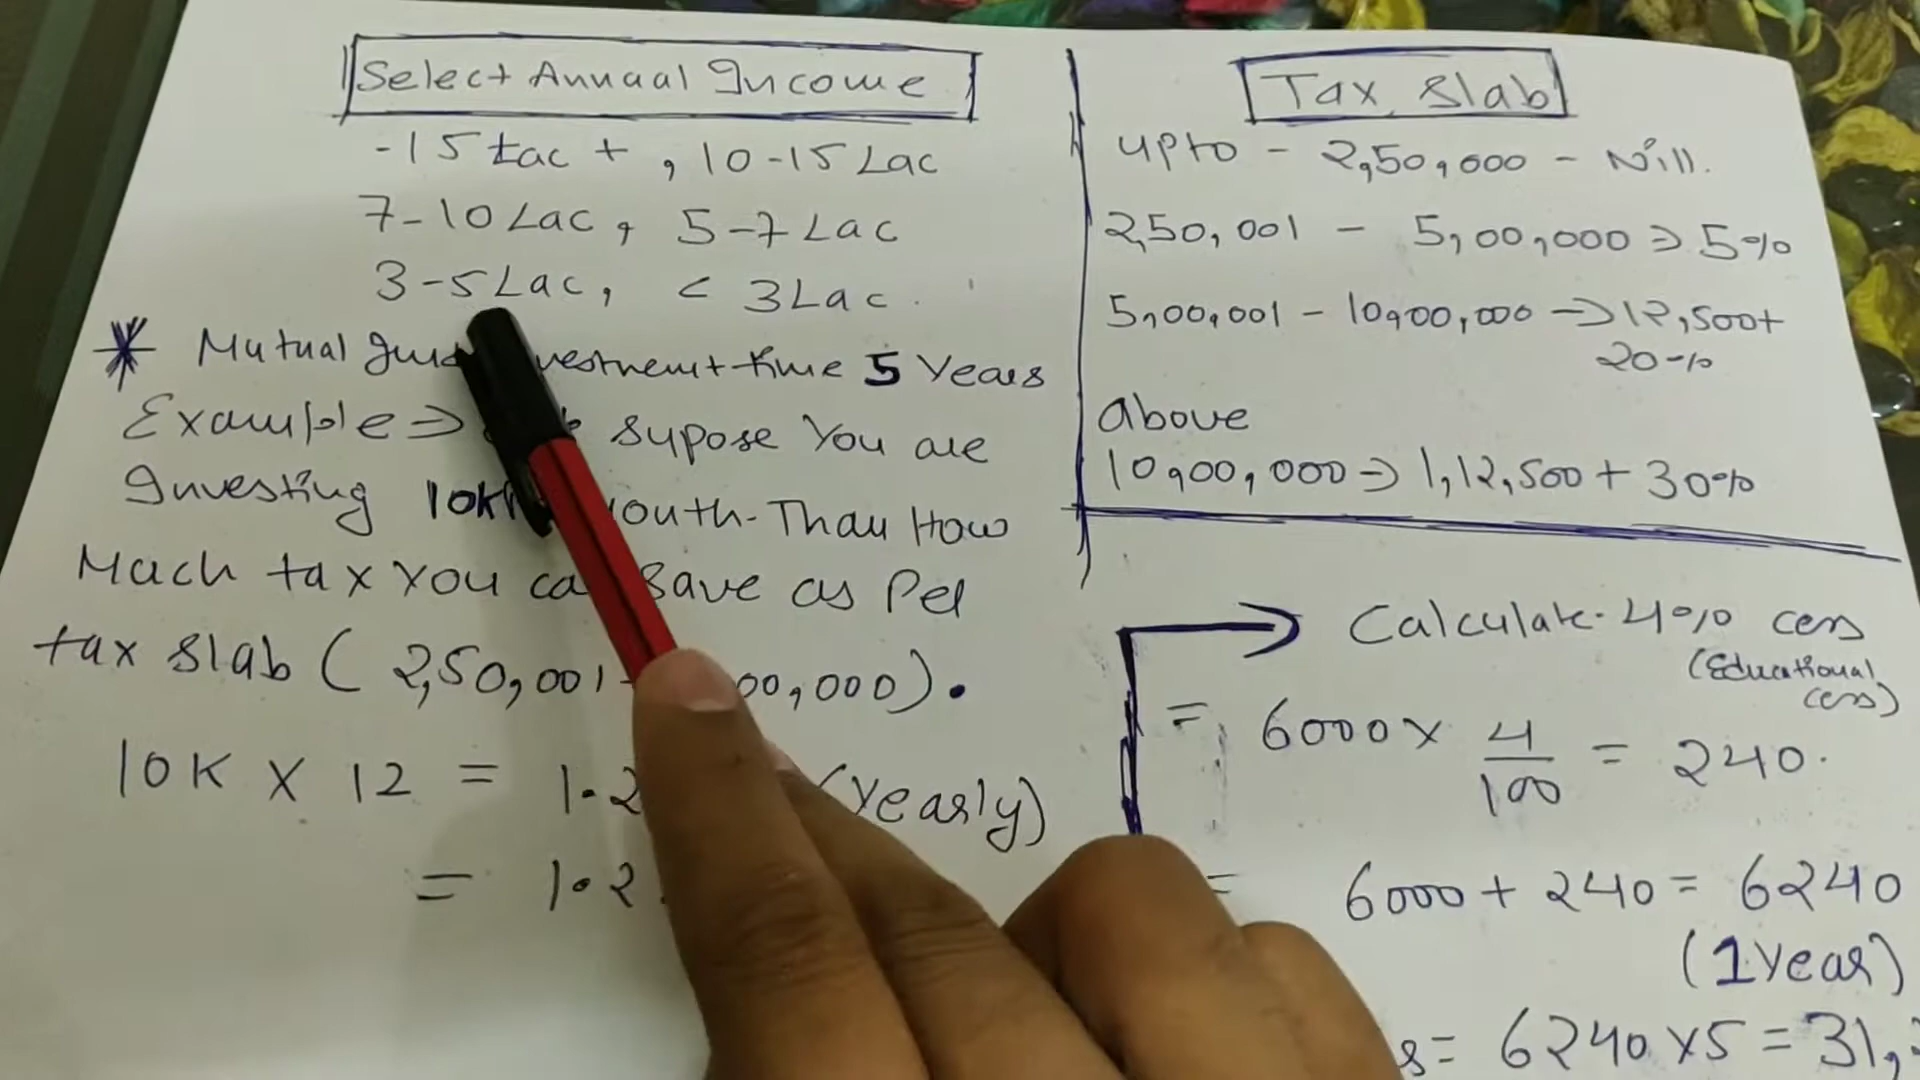 Select Annual Income
-15 Lac + , 10-15 Lac
7-10 Lac, 5-7 Lac
3-5 Lac, < 3 Lac.
* Mutual time 5 Years
Example ⇒ supose You are
Investing 10K Than How
Mach tax you save as Per
tax slab ( 2,50,001 - 00,000).
10K X 12 = 1.2 (Yearly)
= 1.2
Tax Slab
upto - 2,50,000 - Nill.
2,50,001 - 5,00,000 ⇒ 5%
5,00,001 - 10,00,000 ⇒ 12,500+
20%
above
10,00,000 ⇒ 1,12,500 + 30%
Calculate 4% cess
(Educational
cess)
= 6000 x 4/100 = 240.
= 6000 + 240 = 6240
(1 Year)
= 6240 x 5 = 31,